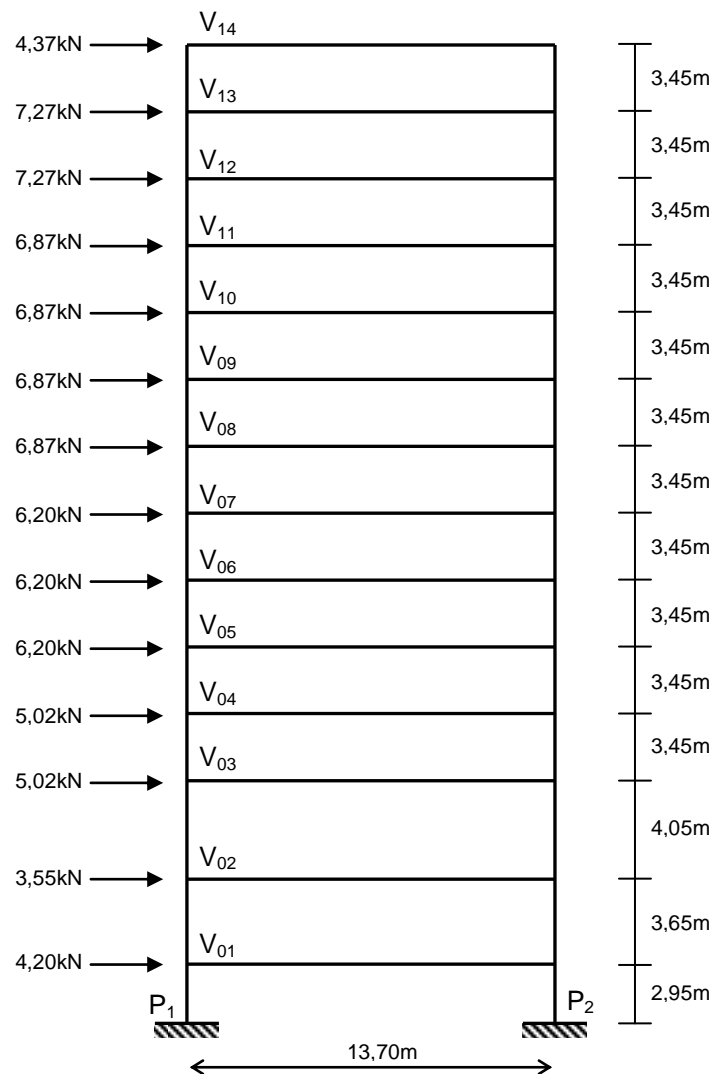 V14
4,37kN
3,45m
V13
7,27kN
3,45m
V12
7,27kN
3,45m
V11
6,87kN
3,45m
V10
6,87kN
3,45m
V09
6,87kN
3,45m
V08
6,87kN
3,45m
V07
6,20kN
3,45m
V06
6,20kN
3,45m
V05
6,20kN
3,45m
V04
5,02kN
3,45m
V03
5,02kN
4,05m
V02
3,55kN
3,65m
V01
4,20kN
2,95m
P1
P2
13,70m